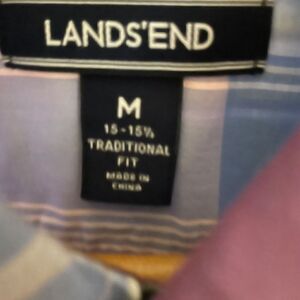 LANDS'END
M
15-15½
TRADITIONAL
FIT
MADE IN
CHINA